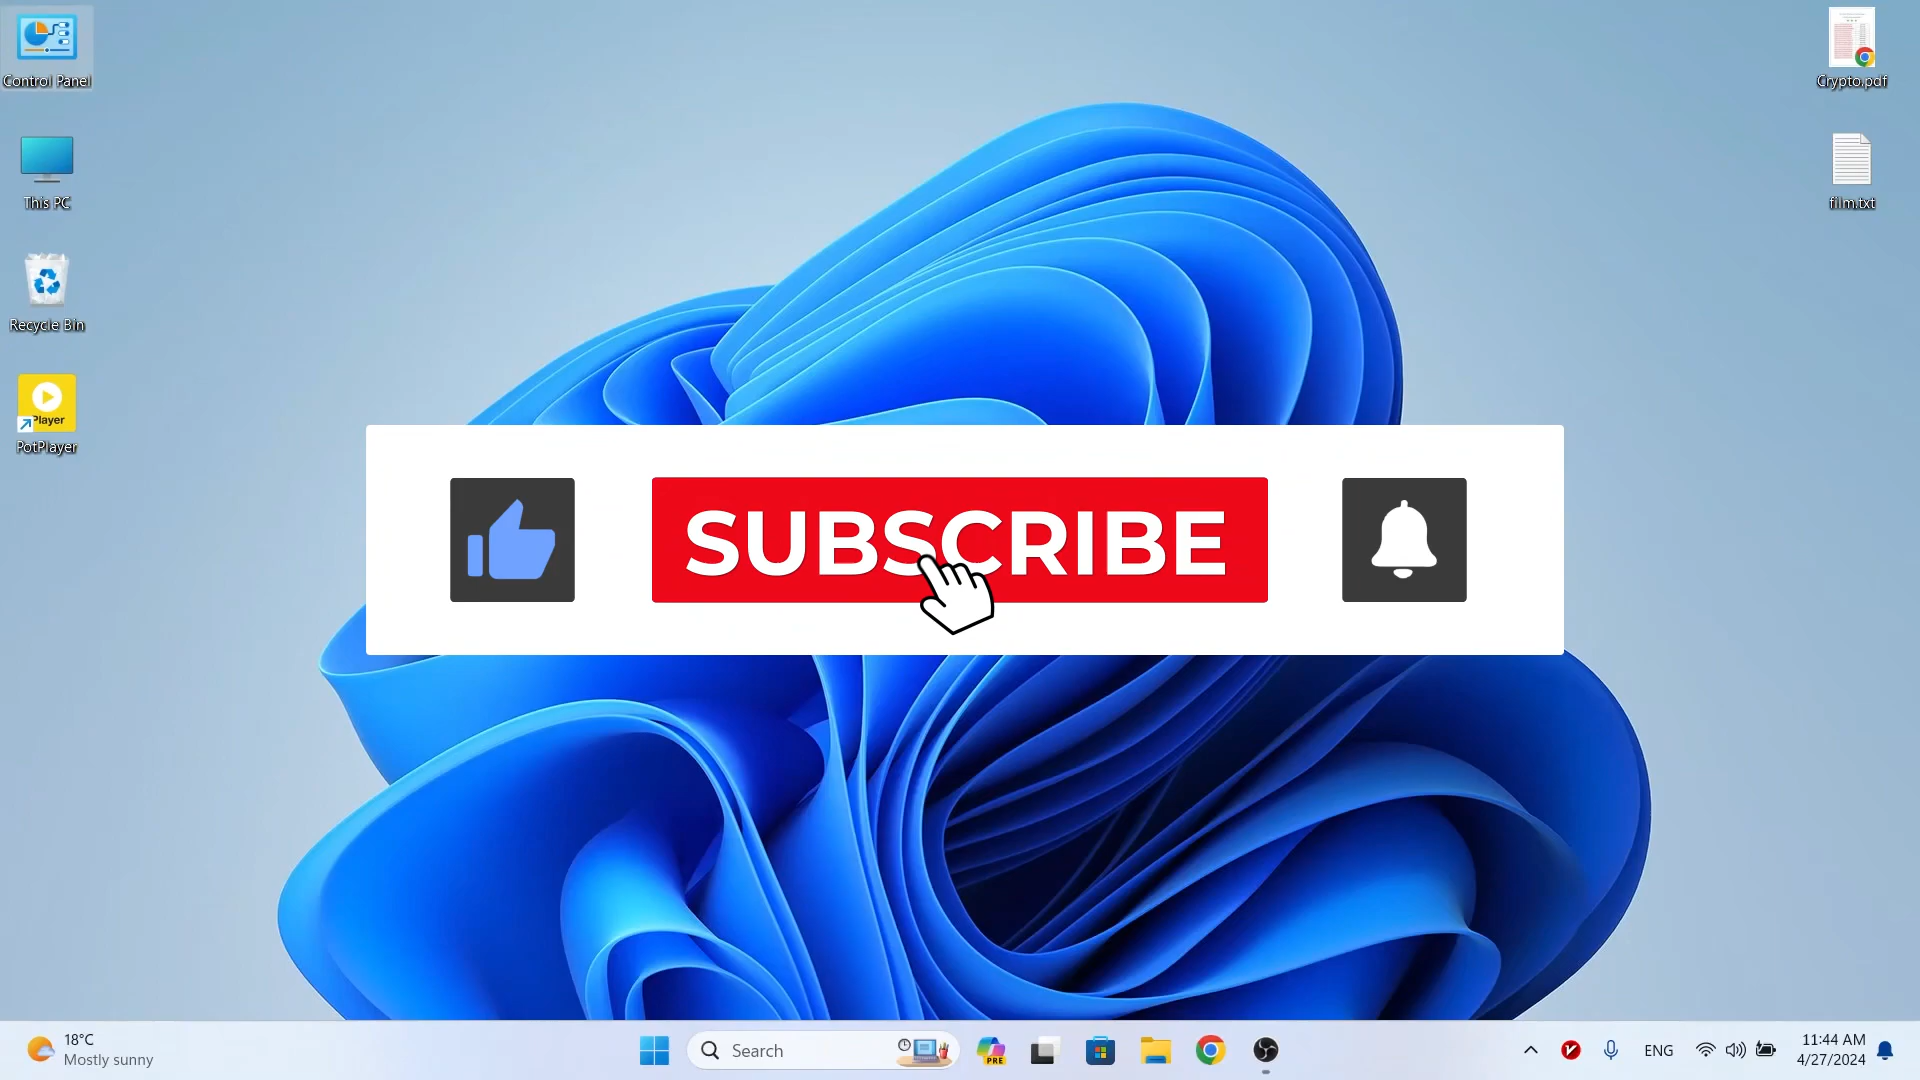 Control Panel
This PC
Recycle Bin
Player
PotPlayer
Crypto.pdf
film.txt
SUBSCRIBE
18°C
Mostly sunny
Search
PRE
ENG
11:44 AM
4/27/2024